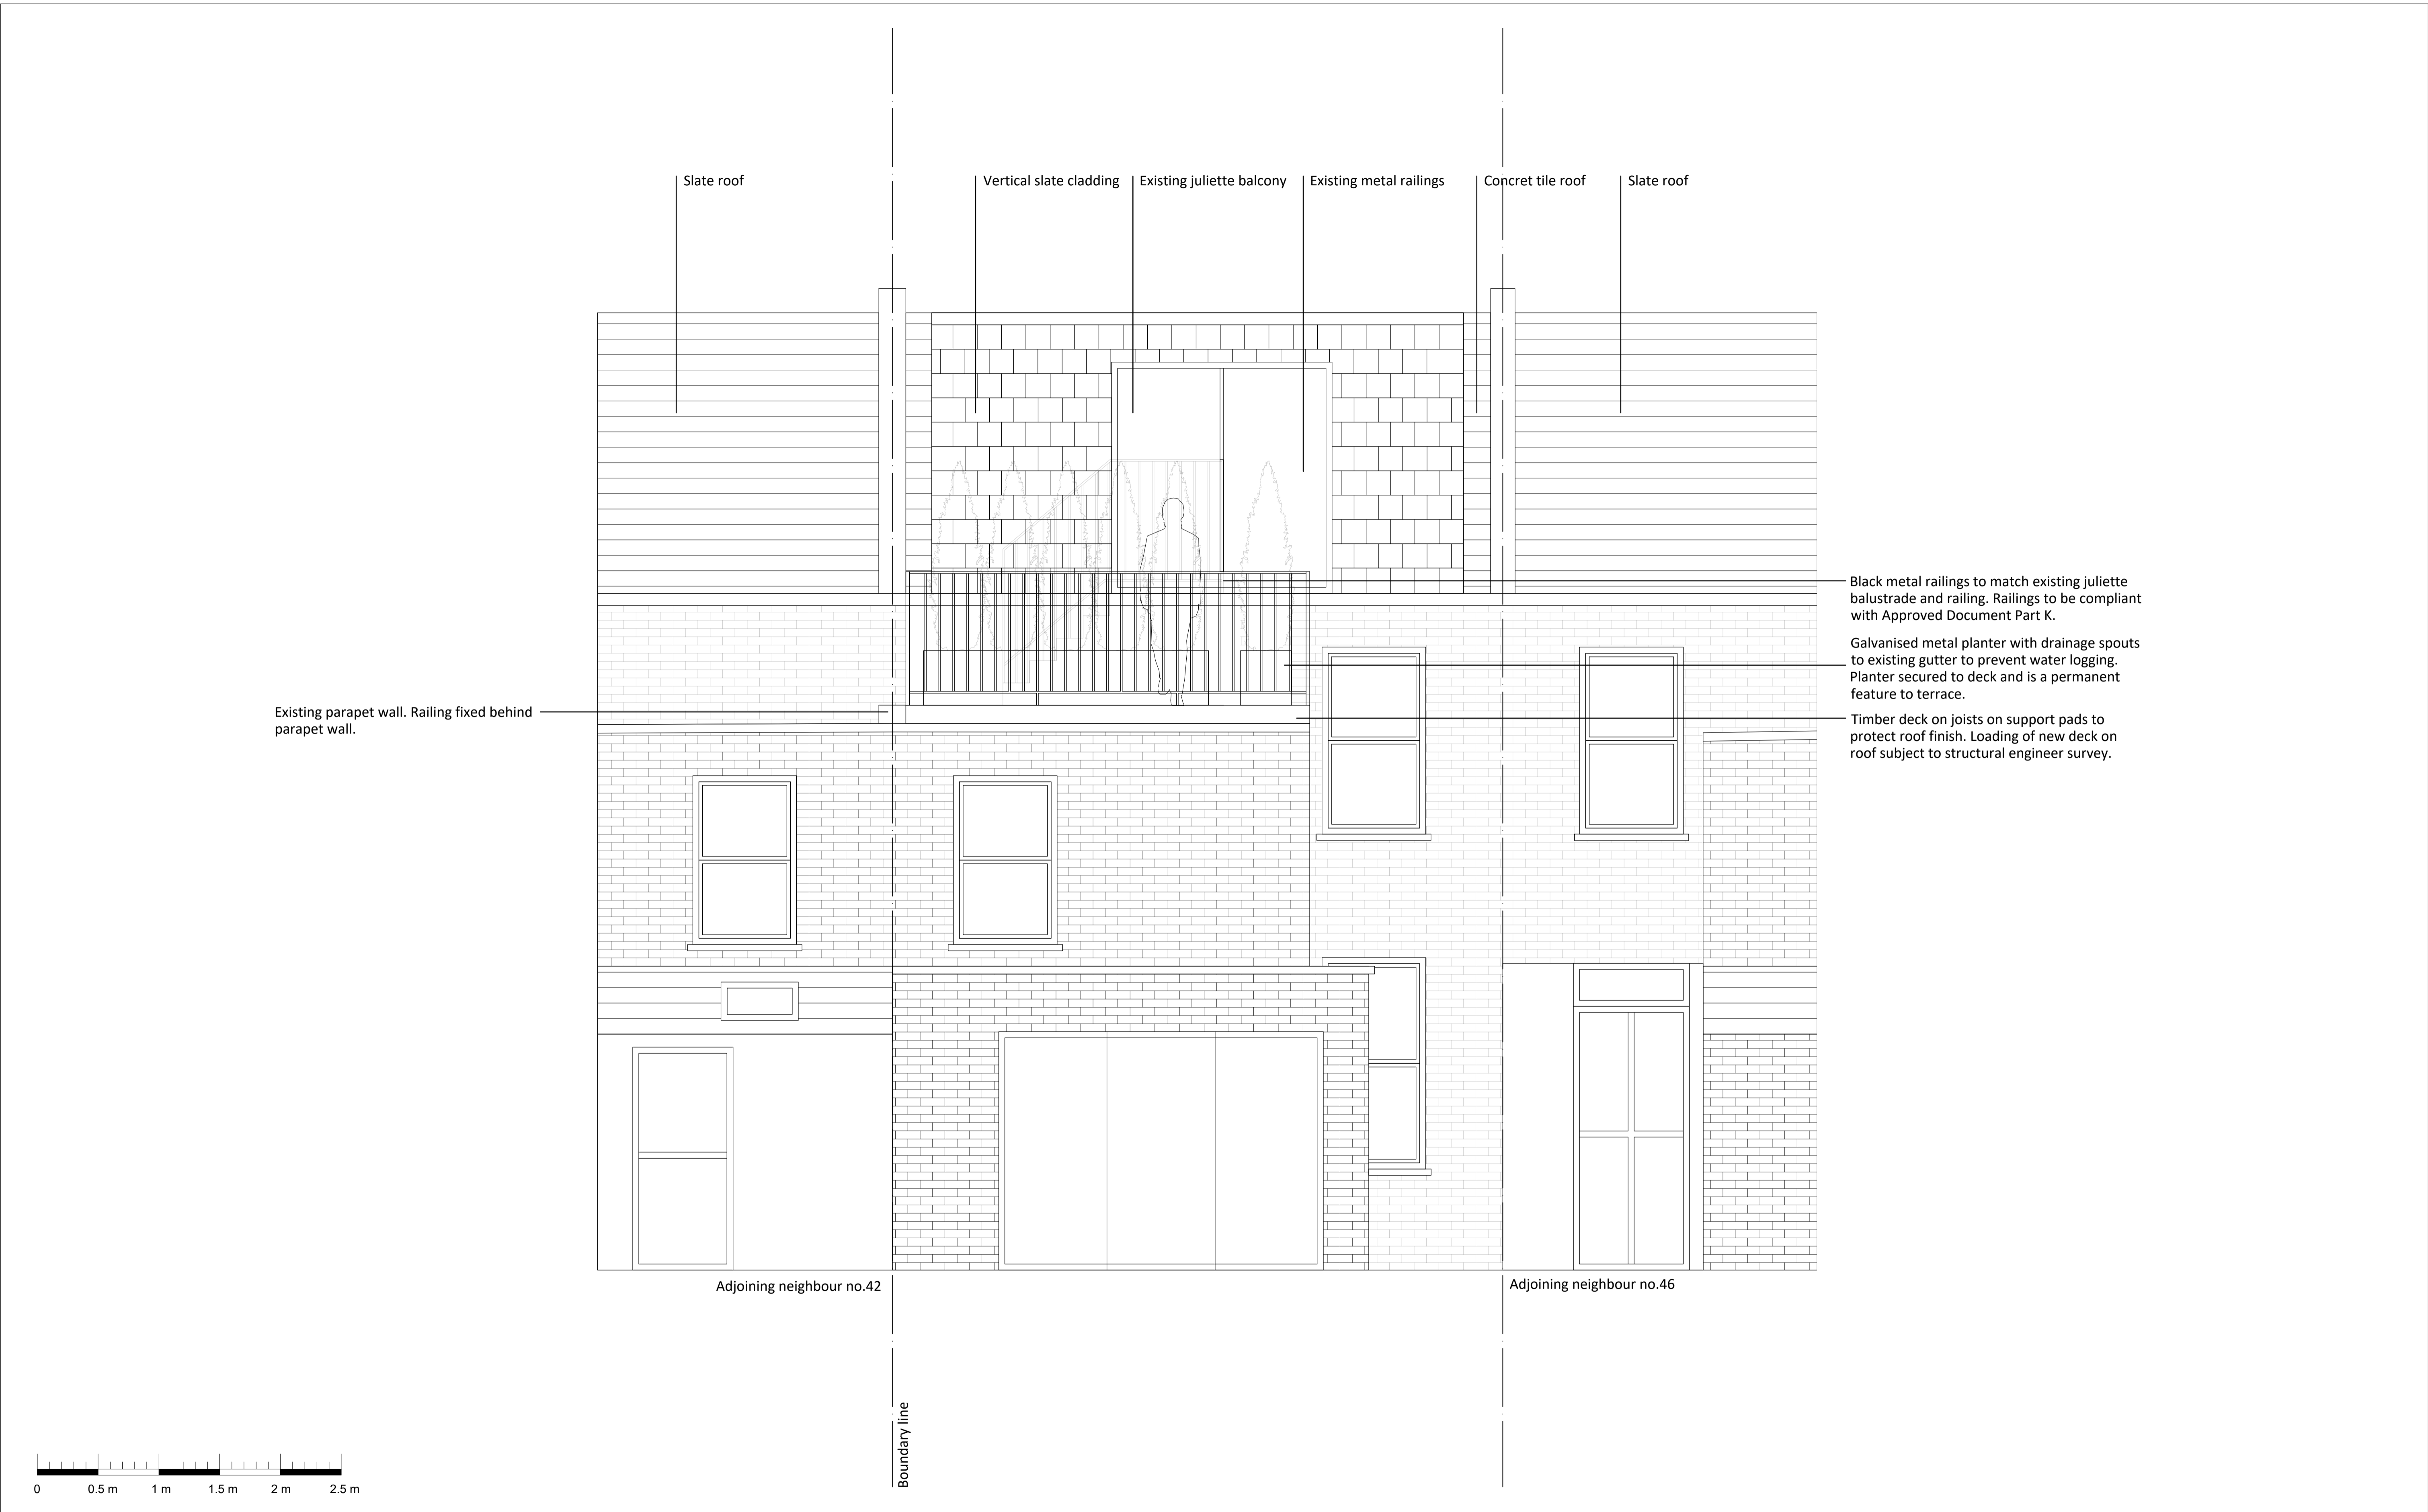 Slate roof
Vertical slate cladding
Existing juliette balcony
Existing metal railings
Concret tile roof
Slate roof
Black metal railings to match existing juliette
balustrade and railing. Railings to be compliant
with Approved Document Part K.
Galvanised metal planter with drainage spouts
to existing gutter to prevent water logging.
Planter secured to deck and is a permanent
feature to terrace.
Existing parapet wall. Railing fixed behind
parapet wall.
Timber deck on joists on support pads to
protect roof finish. Loading of new deck on
roof subject to structural engineer survey.
Adjoining neighbour no.42
Adjoining neighbour no.46
Boundary line
0 0.5 m 1 m 1.5 m 2 m 2.5 m